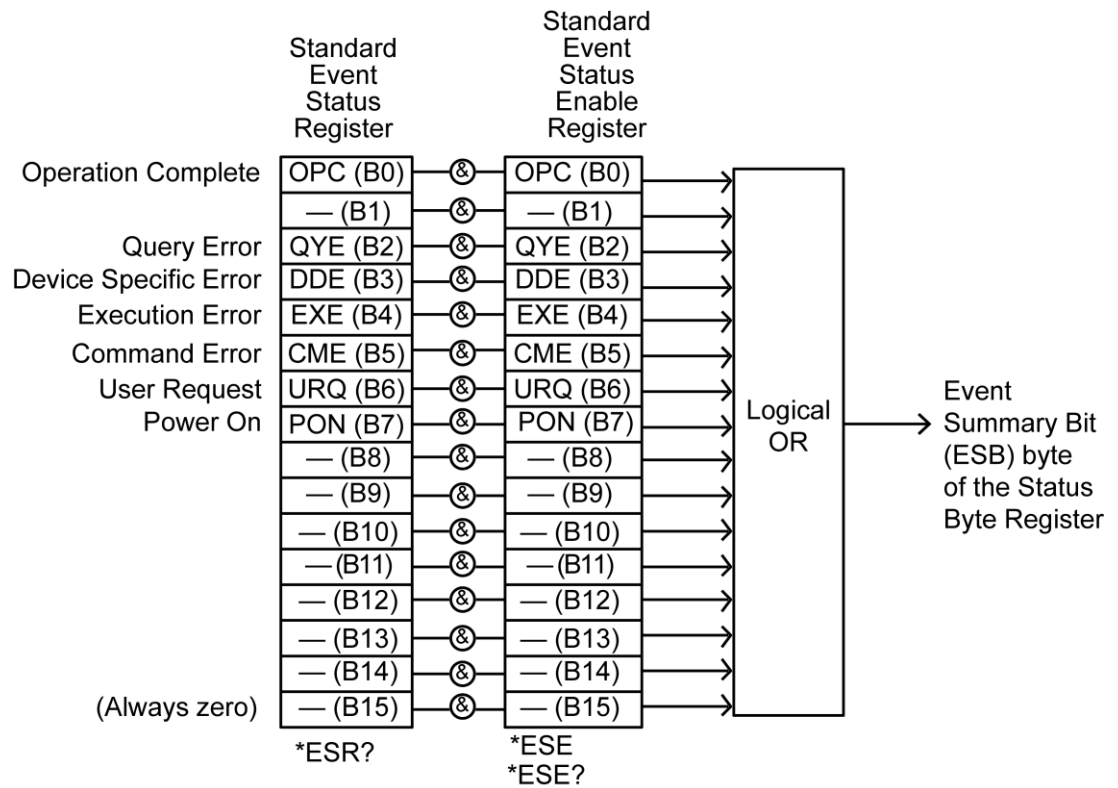 Standard
Event
Status
Register
Standard
Event
Status
Enable
Register
Operation Complete OPC (B0) & OPC (B0)
— (B1) & — (B1)
Query Error QYE (B2) & QYE (B2)
Device Specific Error DDE (B3) & DDE (B3)
Execution Error EXE (B4) & EXE (B4)
Command Error CME (B5) & CME (B5)
User Request URQ (B6) & URQ (B6)
Power On PON (B7) & PON (B7)
— (B8) & — (B8)
— (B9) & — (B9)
— (B10) & — (B10)
— (B11) & — (B11)
— (B12) & — (B12)
— (B13) & — (B13)
— (B14) & — (B14)
(Always zero) — (B15) & — (B15)
*ESR?
*ESE
*ESE?
Logical
OR
Event
Summary Bit
(ESB) byte
of the Status
Byte Register